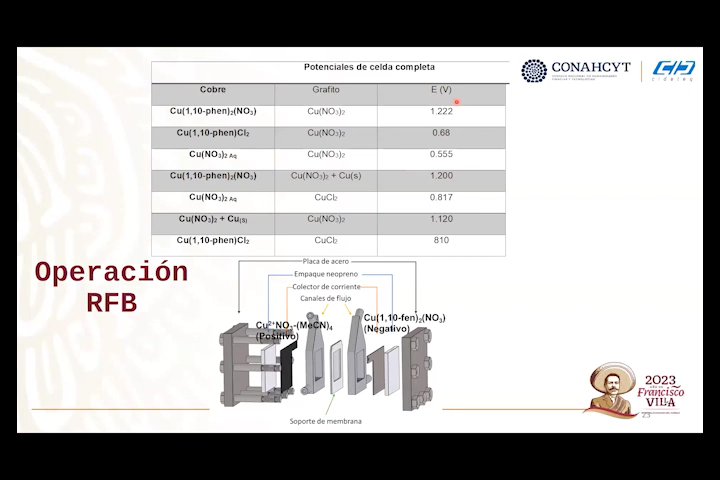 Potenciales de celda completa
Cobre Grafito E (V)
Cu(1,10-phen)₂(NO₃) Cu(NO₃)₂ 1.222
Cu(1,10-phen)Cl₂ Cu(NO₃)₂ 0.68
Cu(NO₃)₂ Aq Cu(NO₃)₂ 0.555
Cu(1,10-phen)₂(NO₃) Cu(NO₃)₂ + Cu(s) 1.200
Cu(NO₃)₂ Aq CuCl₂ 0.817
Cu(NO₃)₂ + Cu(S) Cu(NO₃)₂ 1.120
Cu(1,10-phen)Cl₂ CuCl₂ 810
CONAHCYT
cideteq
Operación
RFB
Placa de acero
Empaque neopreno
Colector de corriente
Canales de flujo
Cu²⁺NO₃-(MeCN)₄
(Positivo)
Cu(1,10-fen)₂(NO₃)
(Negativo)
Soporte de membrana
2023
Francisco
VILLA
23